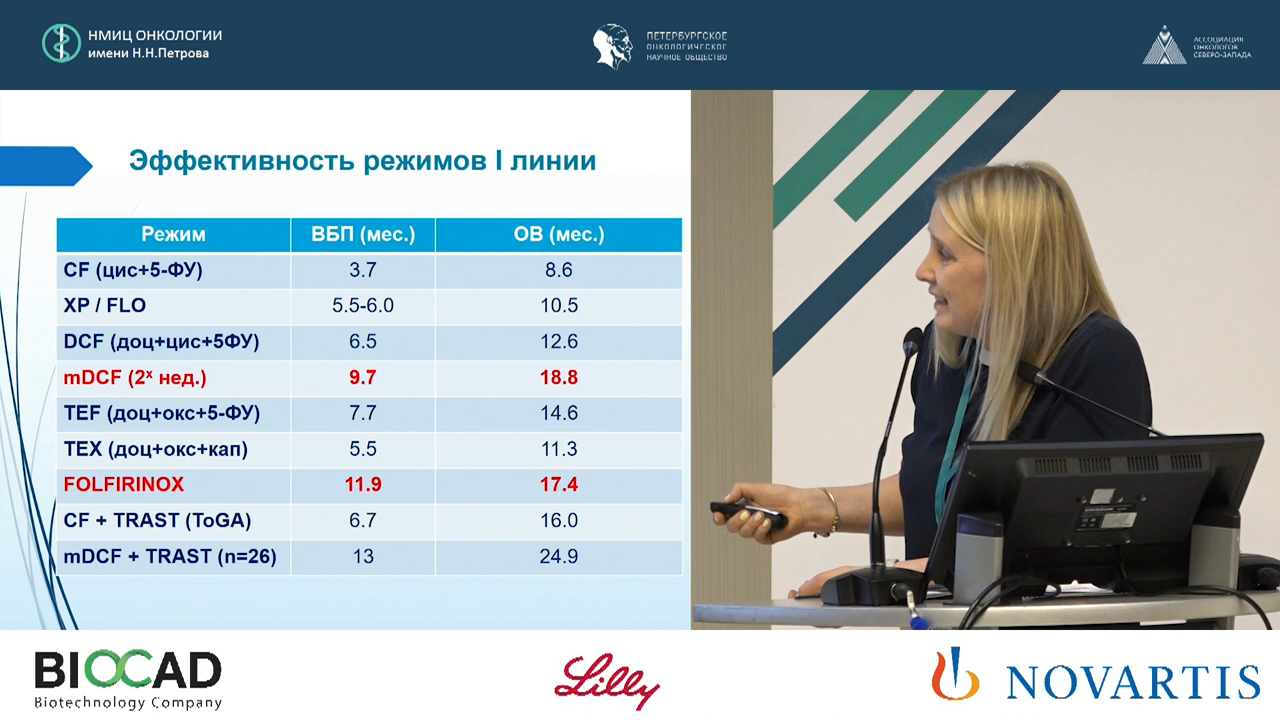 НМИЦ ОНКОЛОГИИ
имени Н.Н.Петрова
ПЕТЕРБУРГСКОЕ
ОНКОЛОГИЧЕСКОЕ
НАУЧНОЕ ОБЩЕСТВО
АССОЦИАЦИЯ
ОНКОЛОГОВ
СЕВЕРО-ЗАПАДА
Эффективность режимов I линии
Режим ВБП (мес.) ОВ (мес.)
CF (цис+5-ФУ) 3.7 8.6
XP / FLO 5.5-6.0 10.5
DCF (доц+цис+5ФУ) 6.5 12.6
mDCF (2х нед.) 9.7 18.8
TEF (доц+окс+5-ФУ) 7.7 14.6
TEX (доц+окс+кап) 5.5 11.3
FOLFIRINOX 11.9 17.4
CF + TRAST (ToGA) 6.7 16.0
mDCF + TRAST (n=26) 13 24.9
BIOCAD
Biotechnology Company
Lilly
NOVARTIS